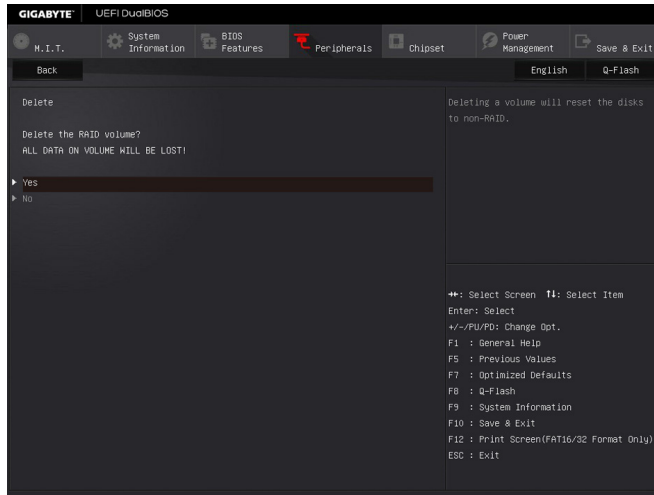 GIGABYTE™ UEFI DualBIOS
M.I.T.
System Information
BIOS Features
Peripherals
Chipset
Power Management
Save & Exit
Back English Q-Flash
Delete
Delete the RAID volume?
ALL DATA ON VOLUME WILL BE LOST!
Yes
No
Deleting a volume will reset the disks
to non-RAID.
→←: Select Screen ↑↓: Select Item
Enter: Select
+/-/PU/PD: Change Opt.
F1 : General Help
F5 : Previous Values
F7 : Optimized Defaults
F8 : Q-Flash
F9 : System Information
F10 : Save & Exit
F12 : Print Screen(FAT16/32 Format Only)
ESC : Exit